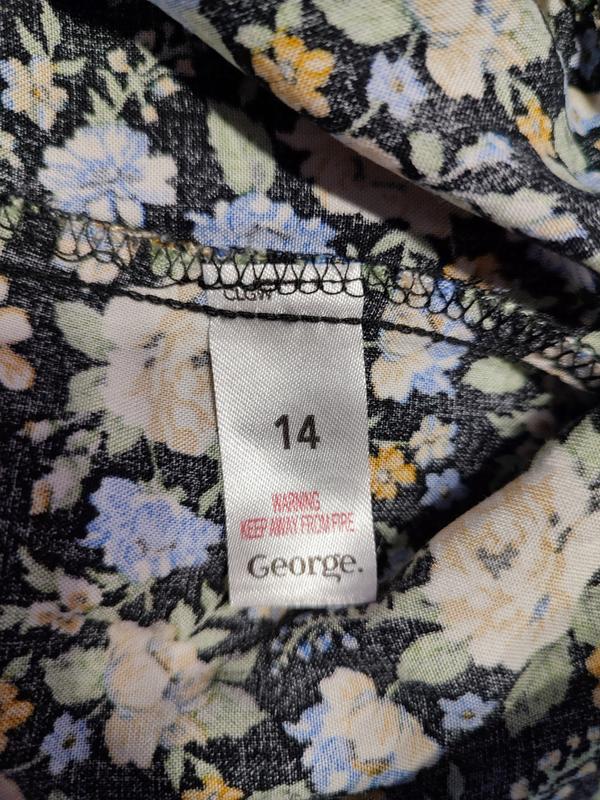 14
WARNING
KEEP AWAY FROM FIRE
George.